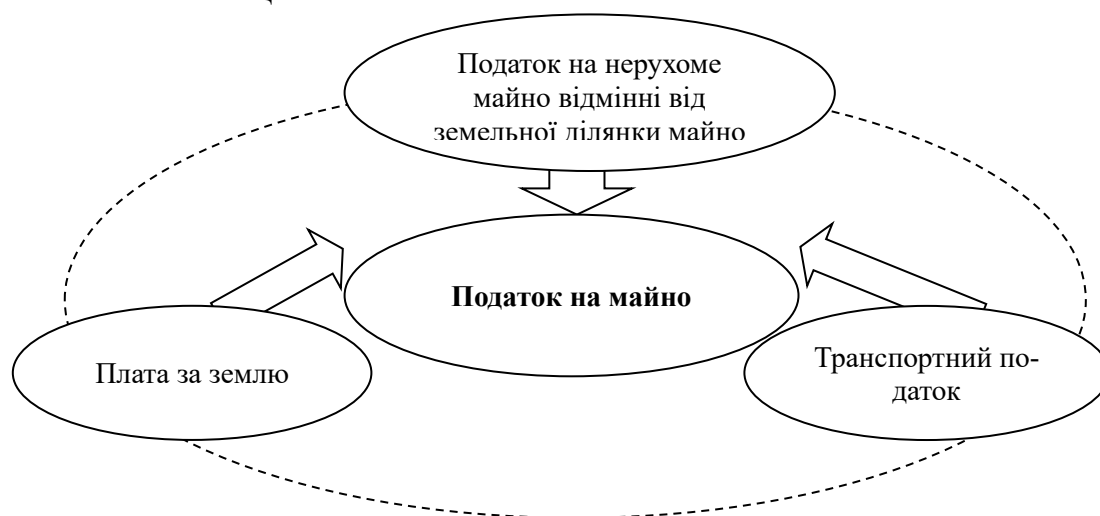 Податок на нерухоме
майно відмінні від
земельної ділянки майно
Податок на майно
Плата за землю
Транспортний по-
даток